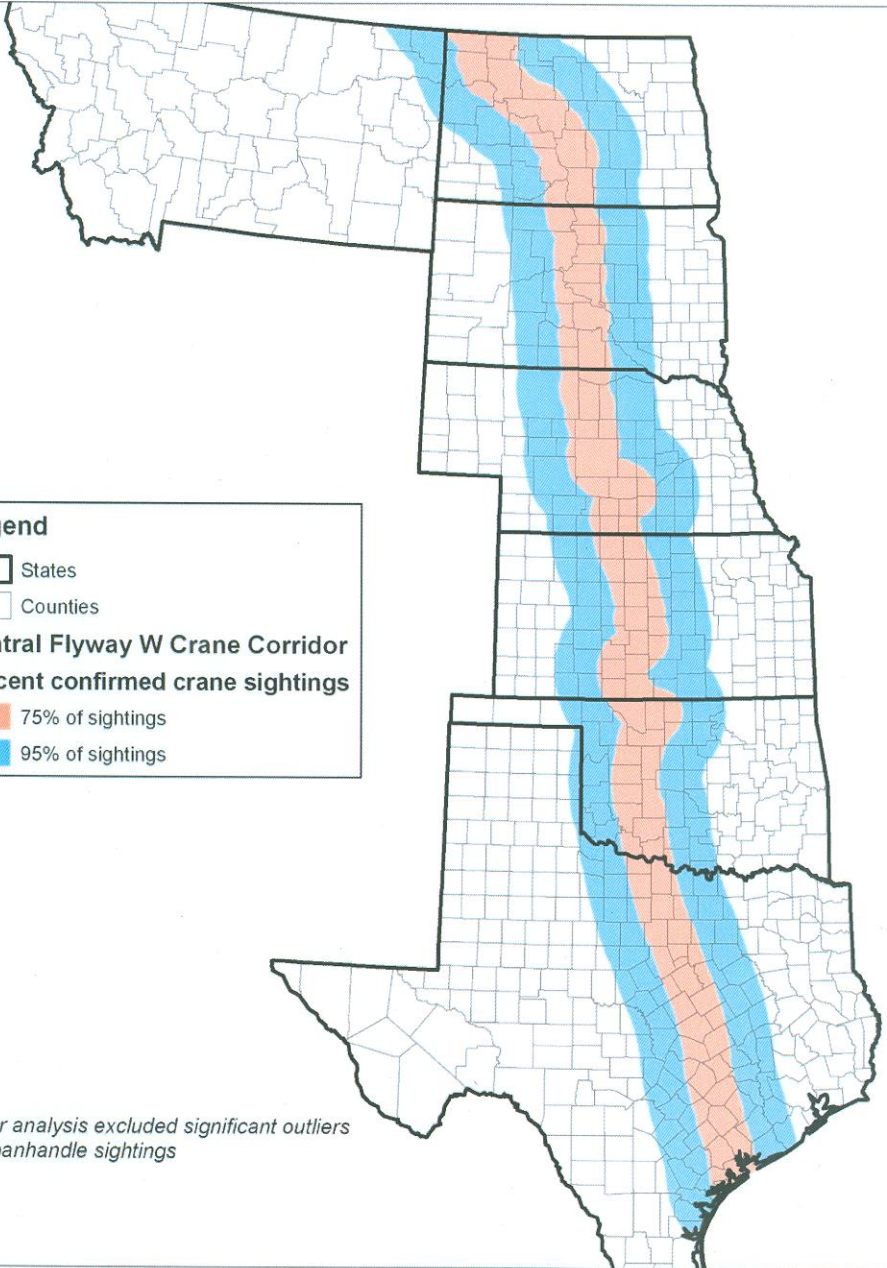 gend
States
Counties
ntral Flyway W Crane Corridor
cent confirmed crane sightings
75% of sightings
95% of sightings
r analysis excluded significant outliers
panhandle sightings